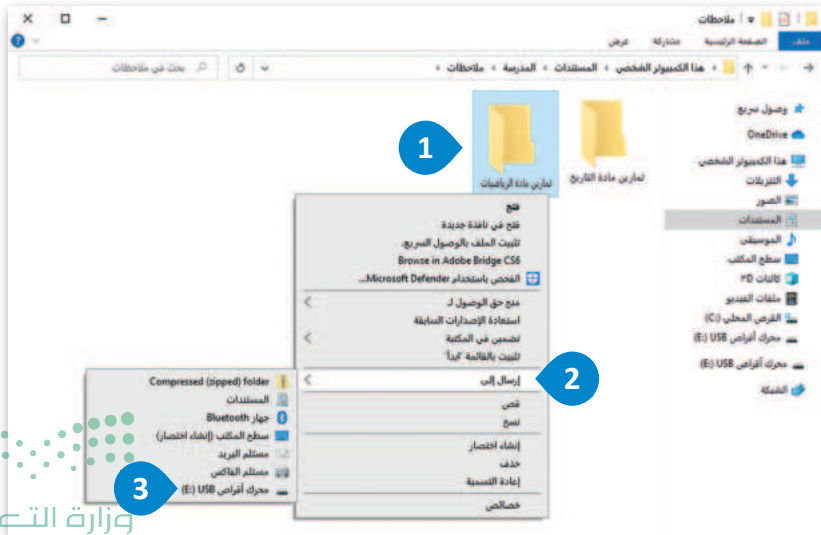 ملاحظات
ملف الصفحة الرئيسية مشاركة عرض
هذا الكمبيوتر الشخصي › المستندات › المدرسة › ملاحظات ›
بحث في ملاحظات
وصول سريع
OneDrive
هذا الكمبيوتر الشخصي
التنزيلات
الصور
المستندات
الموسيقى
سطح المكتب
كائنات 3D
ملفات الفيديو
القرص المحلي (C:)
محرك أقراص USB (E:)
محرك أقراص USB (E:)
الشبكة
تمارين مادة التاريخ
تمارين مادة الرياضيات
1
فتح
فتح في نافذة جديدة
تثبيت الملف بالوصول السريع.
Browse in Adobe Bridge CS6
الفحص باستخدام Microsoft Defender...
منح حق الوصول لـ
استعادة الإصدارات السابقة
تضمين في المكتبة
تثبيت بالقائمة "ابدأ"
إرسال إلى
2
قص
نسخ
إنشاء اختصار
حذف
إعادة التسمية
خصائص
Compressed (zipped) folder
المستندات
جهاز Bluetooth
سطح المكتب (إنشاء اختصار)
مستلم البريد
مستلم الفاكس
محرك أقراص USB (E:)
3
وزارة التـ